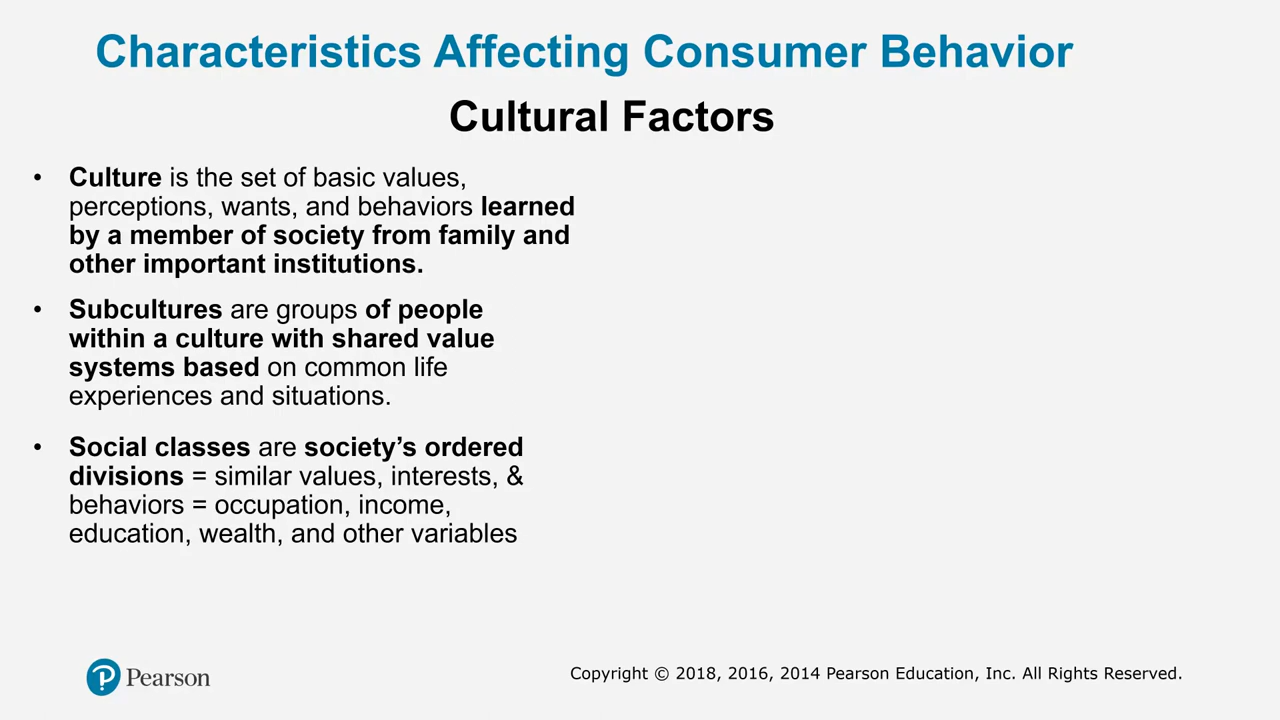 Characteristics Affecting Consumer Behavior
Cultural Factors
• Culture is the set of basic values,
perceptions, wants, and behaviors learned
by a member of society from family and
other important institutions.
• Subcultures are groups of people
within a culture with shared value
systems based on common life
experiences and situations.
• Social classes are society’s ordered
divisions = similar values, interests, &
behaviors = occupation, income,
education, wealth, and other variables
P Pearson
Copyright © 2018, 2016, 2014 Pearson Education, Inc. All Rights Reserved.